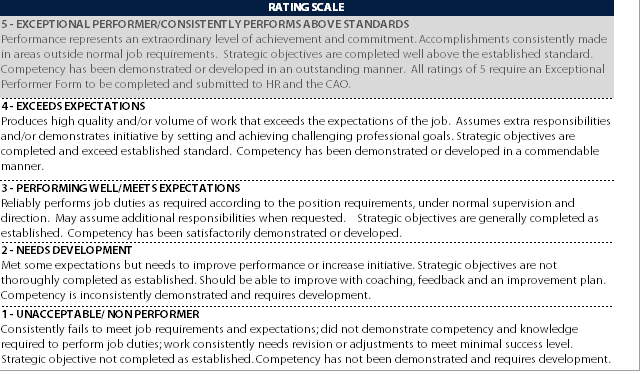 RATING SCALE
5 - EXCEPTIONAL PERFORMER/CONSISTENTLY PERFORMS ABOVE STANDARDS
Performance represents an extraordinary level of achievement and commitment. Accomplishments consistently made
in areas outside normal job requirements. Strategic objectives are completed well above the established standard.
Competency has been demonstrated or developed in an outstanding manner. All ratings of 5 require an Exceptional
Performer Form to be completed and submitted to HR and the CAO.
4 - EXCEEDS EXPECTATIONS
Produces high quality and/or volume of work that exceeds the expectations of the job. Assumes extra responsibilities
and/or demonstrates initiative by setting and achieving challenging professional goals. Strategic objectives are
completed and exceed established standard. Competency has been demonstrated or developed in a commendable
manner.
3 - PERFORMING WELL/MEETS EXPECTATIONS
Reliably performs job duties as required according to the position requirements, under normal supervision and
direction. May assume additional responsibilities when requested. Strategic objectives are generally completed as
established. Competency has been satisfactorily demonstrated or developed.
2 - NEEDS DEVELOPMENT
Met some expectations but needs to improve performance or increase initiative. Strategic objectives are not
thoroughly completed as established. Should be able to improve with coaching, feedback and an improvement plan.
Competency is inconsistently demonstrated and requires development.
1 - UNACCEPTABLE/ NON PERFORMER
Consistently fails to meet job requirements and expectations; did not demonstrate competency and knowledge
required to perform job duties; work consistently needs revision or adjustments to meet minimal success level.
Strategic objective not completed as established. Competency has not been demonstrated and requires development.